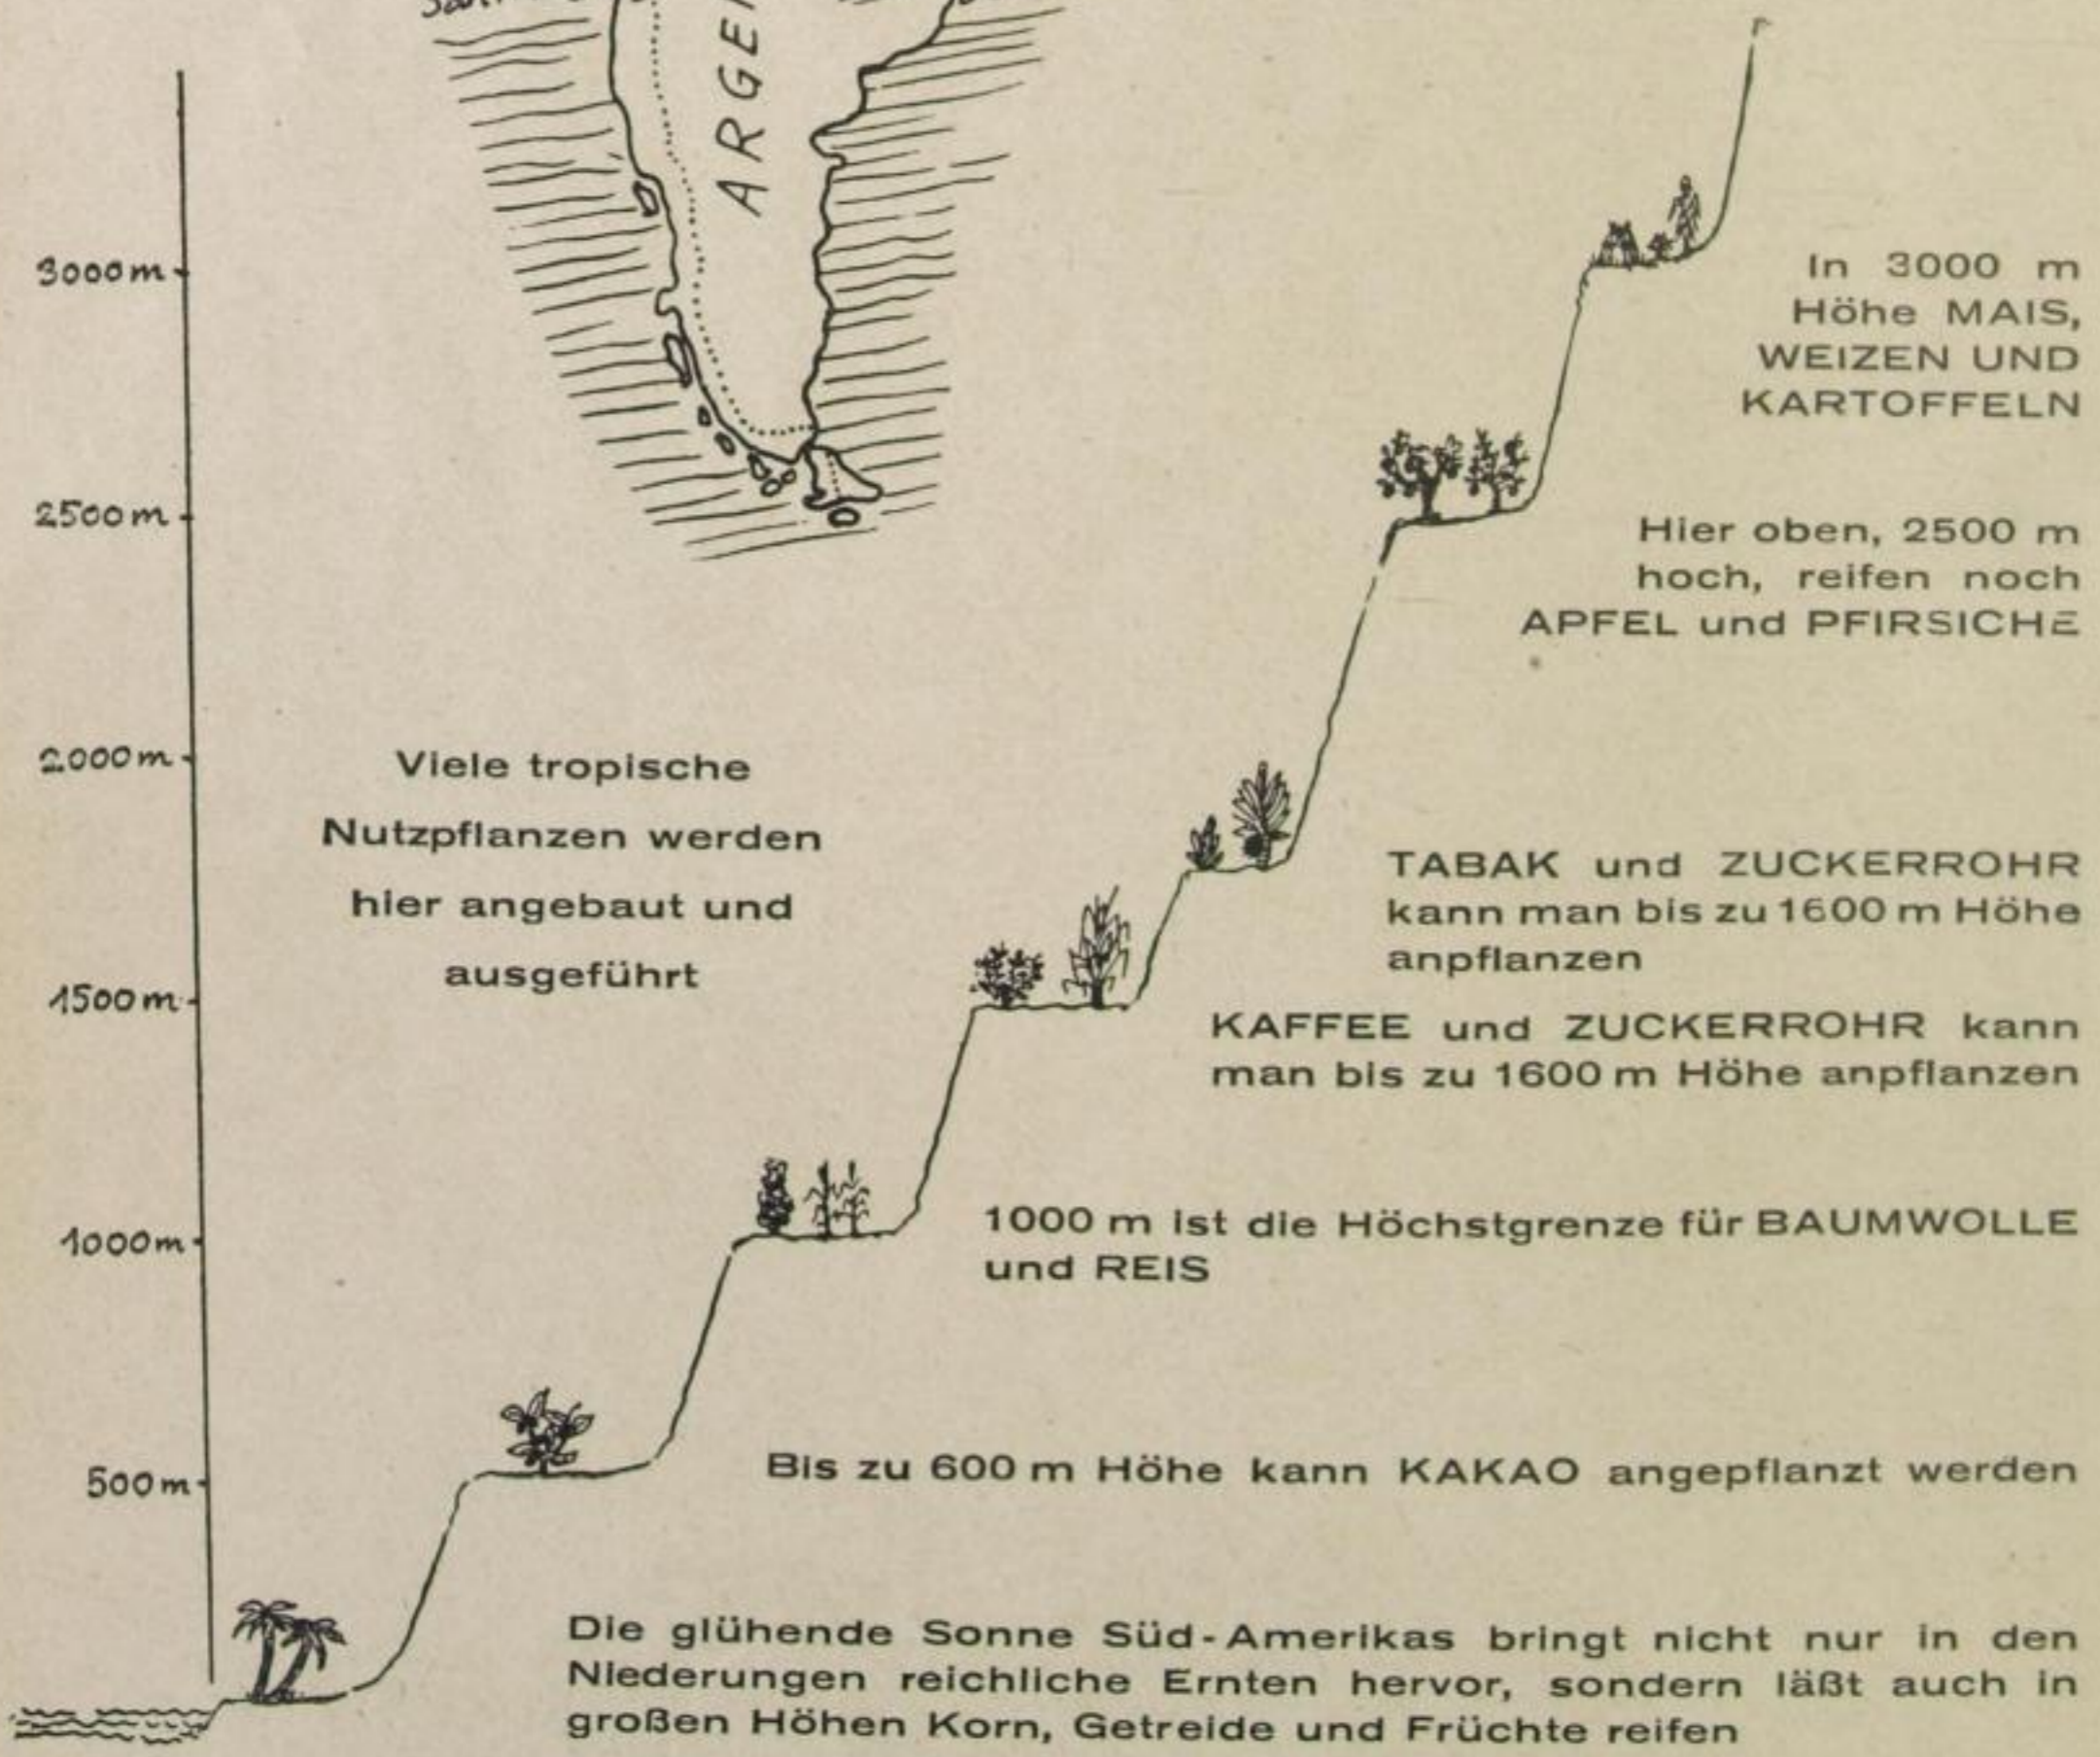 3000m
2500m
2000m
1500m
1000m
500m
In 3000 m
Höhe MAIS,
WEIZEN UND
KARTOFFELN
Hier oben, 2500 m
hoch, reifen noch
APFEL und PFIRSICHE
Viele tropische
Nutzpflanzen werden
hier angebaut und
ausgeführt
TABAK und ZUCKERROHR
kann man bis zu 1600 m Höhe
anpflanzen
KAFFEE und ZUCKERROHR kann
man bis zu 1600 m Höhe anpflanzen
1000 m ist die Höchstgrenze für BAUMWOLLE
und REIS
Bis zu 600 m Höhe kann KAKAO angepflanzt werden
Die glühende Sonne Süd-Amerikas bringt nicht nur in den
Niederungen reichliche Ernten hervor, sondern läßt auch in
großen Höhen Korn, Getreide und Früchte reifen